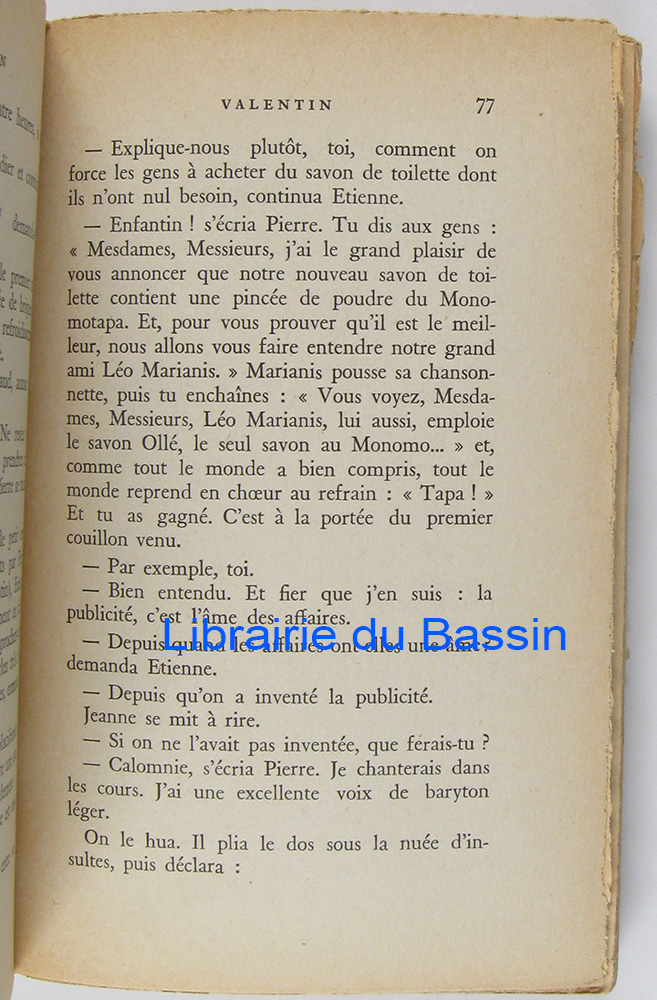 VALENTIN 77
— Explique-nous plutôt, toi, comment on
force les gens à acheter du savon de toilette dont
ils n'ont nul besoin, continua Etienne.
— Enfantin ! s'écria Pierre. Tu dis aux gens :
« Mesdames, Messieurs, j'ai le grand plaisir de
vous annoncer que notre nouveau savon de toi-
lette contient une pincée de poudre du Mono-
motapa. Et, pour vous prouver qu'il est le meil-
leur, nous allons vous faire entendre notre grand
ami Léo Marianis. » Marianis pousse sa chanson-
nette, puis tu enchaînes : « Vous voyez, Mesda-
mes, Messieurs, Léo Marianis, lui aussi, emploie
le savon Ollé, le seul savon au Monomo... » et,
comme tout le monde a bien compris, tout le
monde reprend en chœur au refrain : « Tapa ! »
Et tu as gagné. C'est à la portée du premier
couillon venu.
— Par exemple, toi.
— Bien entendu. Et fier que j'en suis : la
publicité, c'est l'âme des affaires.
— Depuis quand les affaires ont-elles une âme ?
Librairie du Bassin
demanda Etienne.
— Depuis qu'on a inventé la publicité.
Jeanne se mit à rire.
— Si on ne l'avait pas inventée, que ferais-tu ?
— Calomnie, s'écria Pierre. Je chanterais dans
les cours. J'ai une excellente voix de baryton
léger.
On le hua. Il plia le dos sous la nuée d'in-
sultes, puis déclara :